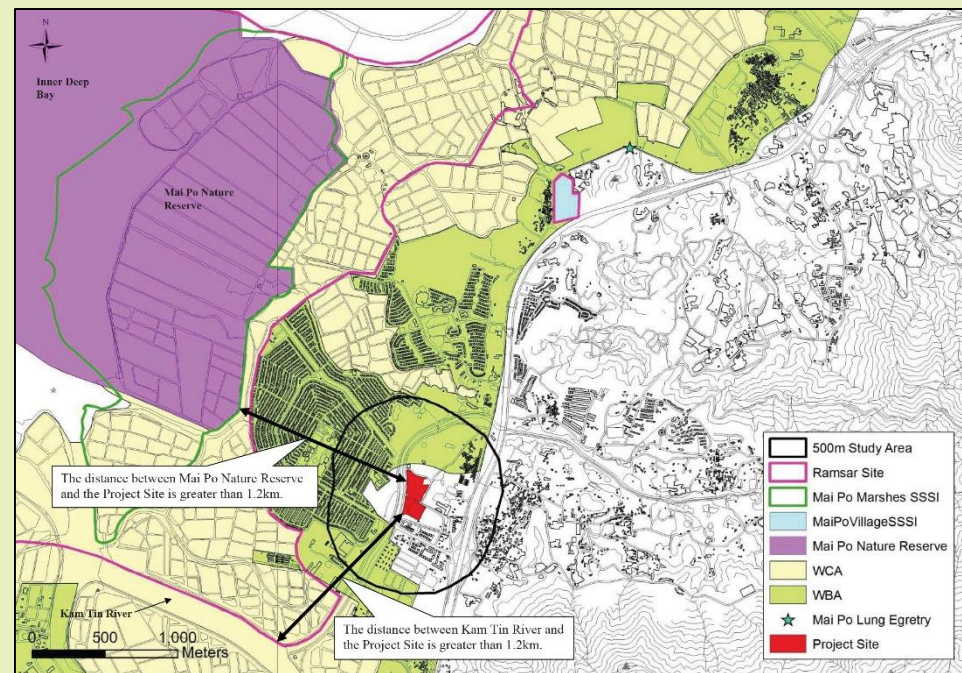 N
Inner Deep
Bay
Mai Po Nature
Reserve
The distance between Mai Po Nature Reserve
and the Project Site is greater than 1.2km.
Kam Tin River
0 500 1,000
Meters
The distance between Kam Tin River and
the Project Site is greater than 1.2km.
500m Study Area
Ramsar Site
Mai Po Marshes SSSI
MaiPoVillageSSSI
Mai Po Nature Reserve
WCA
WBA
Mai Po Lung Egretry
Project Site